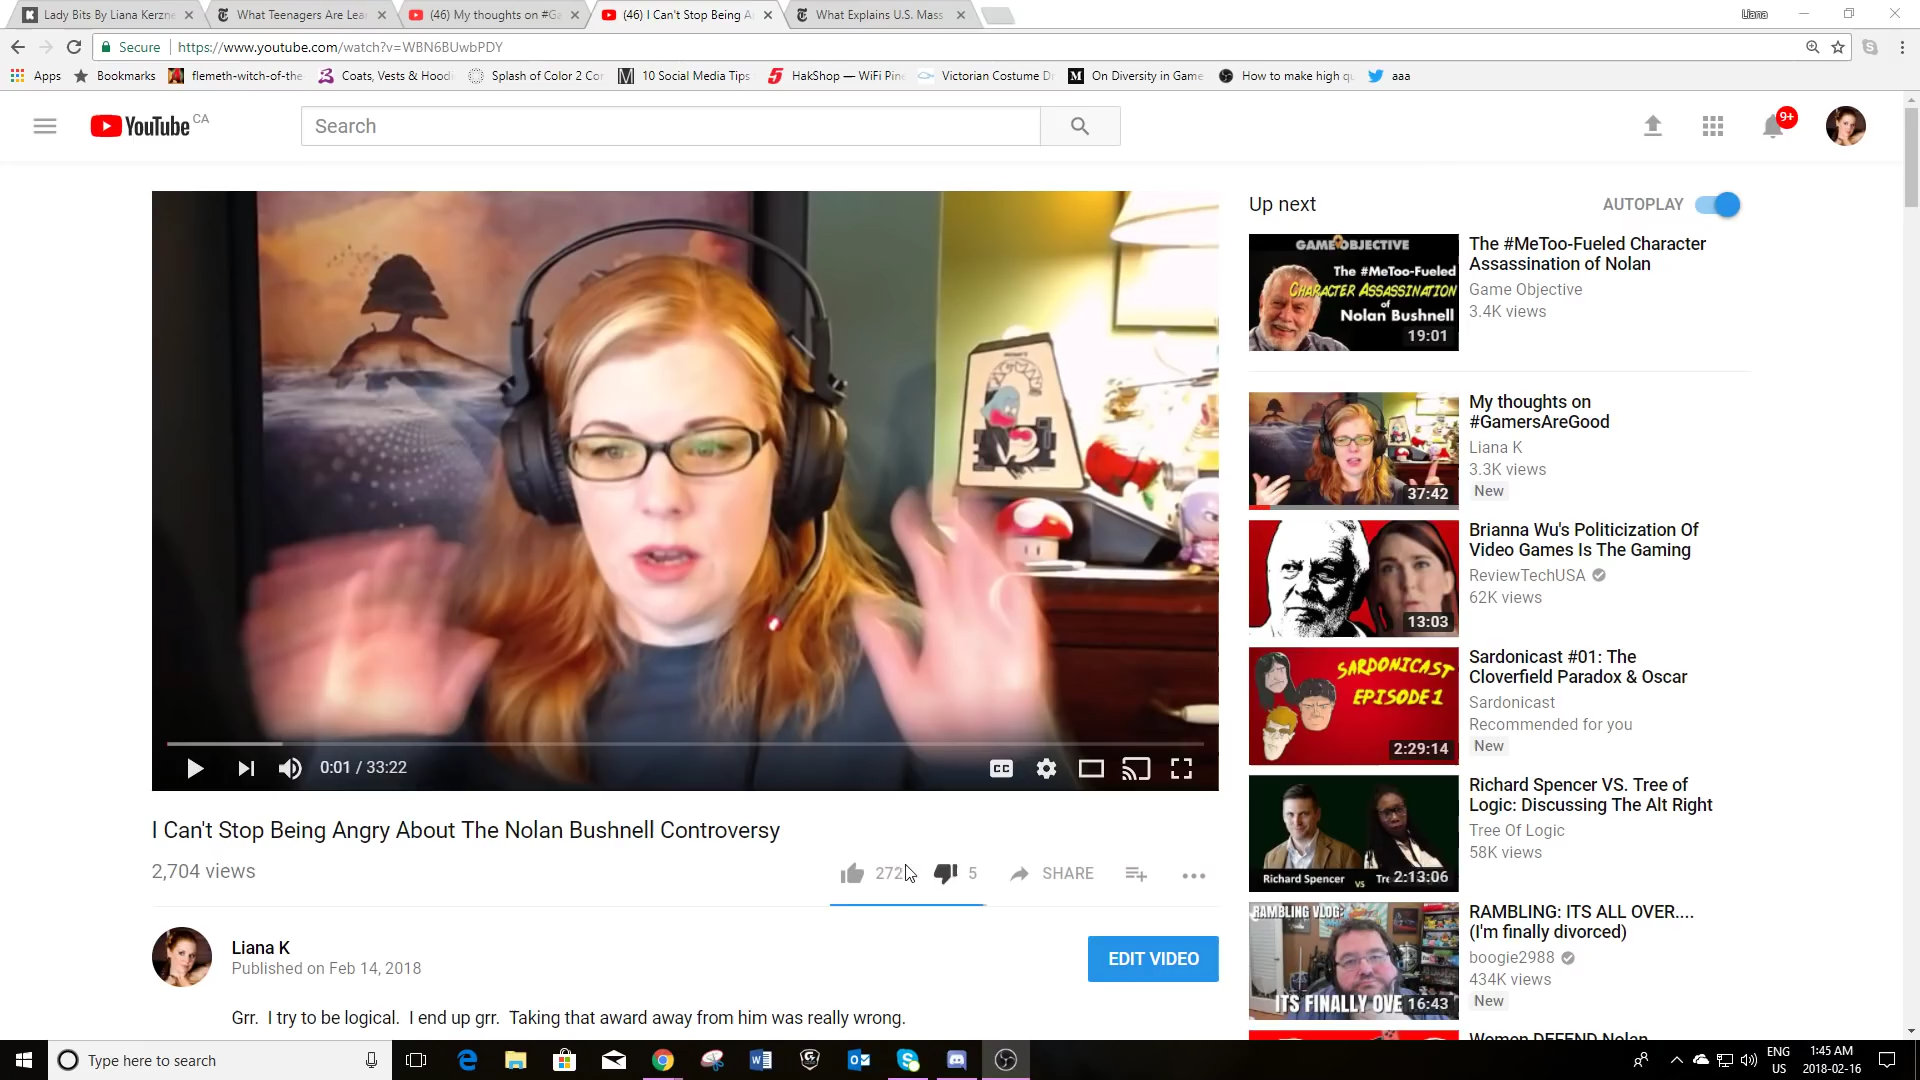 Lady Bits By Liana Kerzne
What Teenagers Are Lea
(46) My thoughts on #Ga
(46) I Can't Stop Being A
What Explains U.S. Mass
Liana
Secure
https://www.youtube.com/watch?v=WBN6BUwbPDY
Apps
Bookmarks
flemeth-witch-of-the
Coats, Vests & Hoodi
Splash of Color 2 Cor
10 Social Media Tips
HakShop — WiFi Pine
Victorian Costume Dr
On Diversity in Game
How to make high qu
aaa
YouTube CA
Search
9+
0:01 / 33:22
CC
I Can't Stop Being Angry About The Nolan Bushnell Controversy
2,704 views
272
5
SHARE
Liana K
Published on Feb 14, 2018
EDIT VIDEO
Grr. I try to be logical. I end up grr. Taking that award away from him was really wrong.
Up next
AUTOPLAY
GAME OBJECTIVE
The #MeToo-Fueled
CHARACTER ASSASSINATION
of
Nolan Bushnell
19:01
The #MeToo-Fueled Character
Assassination of Nolan
Game Objective
3.4K views
37:42
My thoughts on
#GamersAreGood
Liana K
3.3K views
New
13:03
Brianna Wu's Politicization Of
Video Games Is The Gaming
ReviewTechUSA
62K views
SARDONICAST
EPISODE 1
2:29:14
Sardonicast #01: The
Cloverfield Paradox & Oscar
Sardonicast
Recommended for you
New
Richard Spencer vs Tre
2:13:06
Richard Spencer VS. Tree of
Logic: Discussing The Alt Right
Tree Of Logic
58K views
RAMBLING VLOG:
ITS FINALLY OVE
16:43
RAMBLING: ITS ALL OVER....
(I'm finally divorced)
boogie2988
434K views
New
Women DEFEND Nolan
Type here to search
ENG
US
1:45 AM
2018-02-16